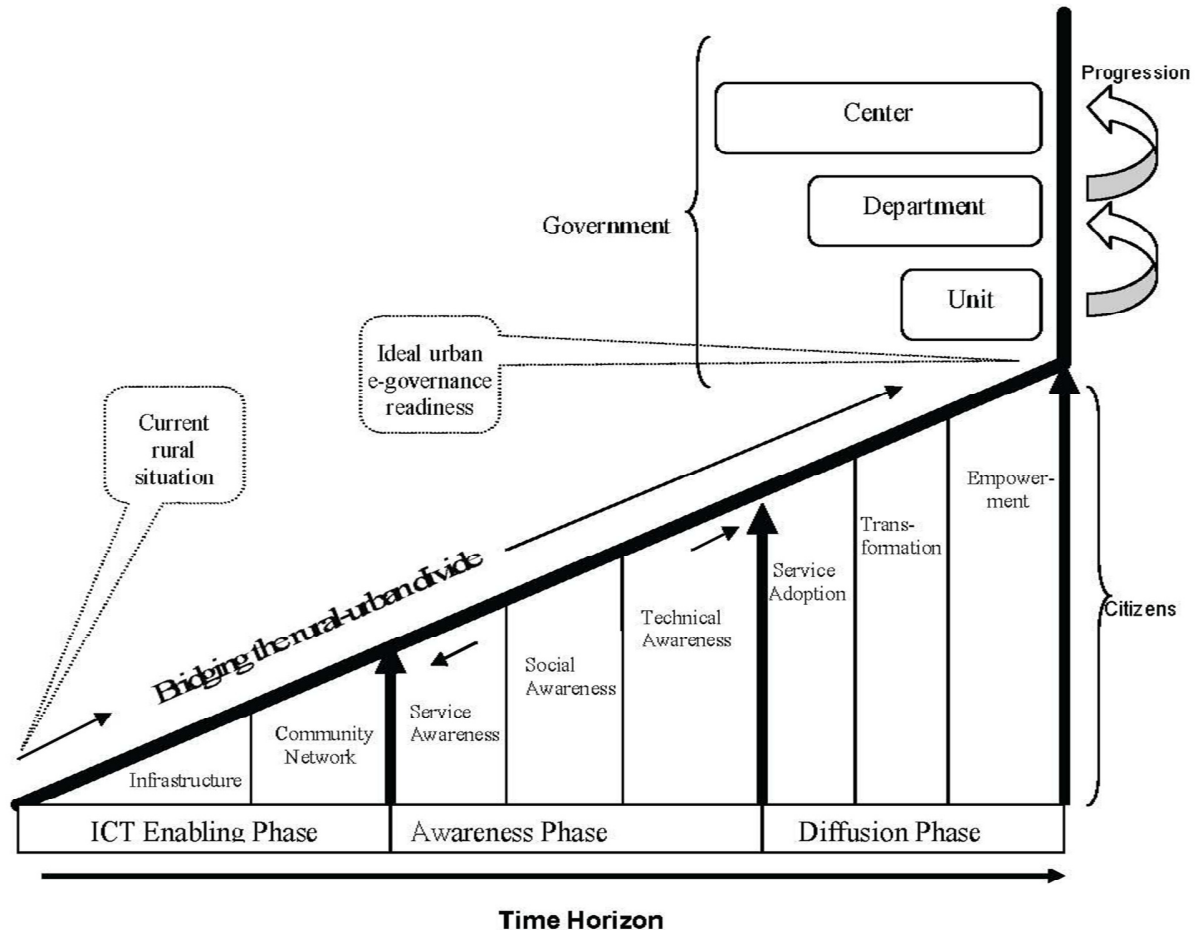 Progression
Center
Department
Government
Unit
Ideal urban
e-governance
readiness
Current
rural
situation
Empower-
ment
Trans-
formation
Bridging the rural-urban divide
Service
Adoption
Citizens
Technical
Awareness
Social
Awareness
Service
Awareness
Community
Network
Infrastructure
ICT Enabling Phase
Awareness Phase
Diffusion Phase
Time Horizon